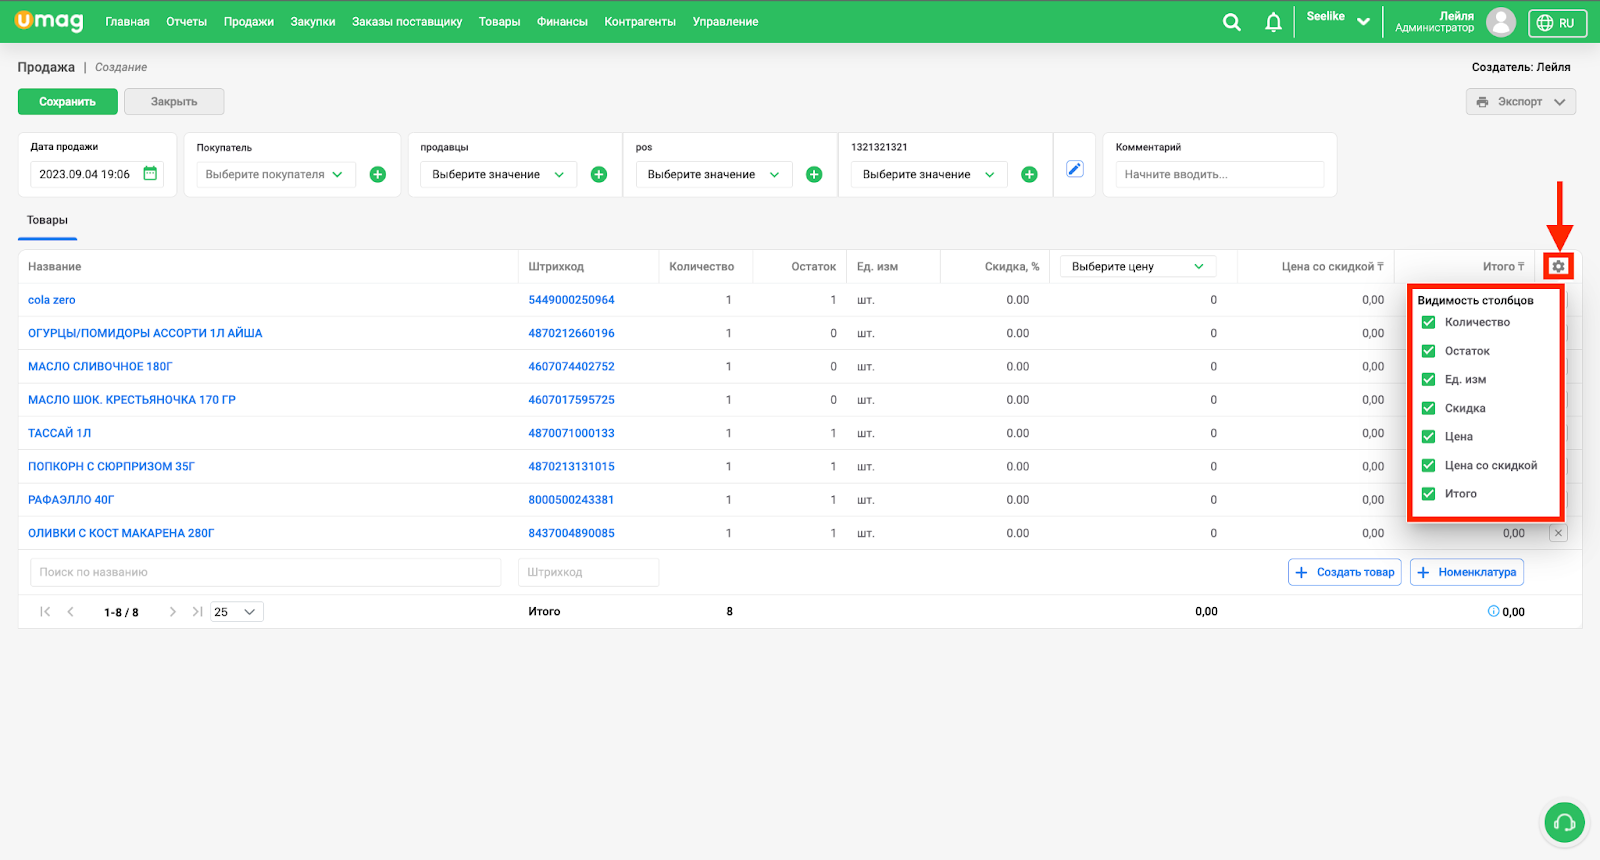 umag Главная Отчеты Продажи Закупки Заказы поставщику Товары Финансы Контрагенты Управление Seelike Лейля Администратор RU
Продажа | Создание Создатель: Лейля
Сохранить Закрыть Экспорт
Дата продажи Покупатель продавцы pos 1321321321 Комментарий
2023.09.04 19:06 Выберите покупателя Выберите значение Выберите значение Выберите значение Начните вводить...
Товары
Название Штрихкод Количество Остаток Ед. изм Скидка, % Выберите цену Цена со скидкой ₸ Итого ₸
cola zero 5449000250964 1 1 шт. 0.00 0 0,00
ОГУРЦЫ/ПОМИДОРЫ АССОРТИ 1Л АЙША 4870212660196 1 0 шт. 0.00 0 0,00
МАСЛО СЛИВОЧНОЕ 180Г 4607074402752 1 0 шт. 0.00 0 0,00
МАСЛО ШОК. КРЕСТЬЯНОЧКА 170 ГР 4607017595725 1 0 шт. 0.00 0 0,00
ТАССАЙ 1Л 4870071000133 1 1 шт. 0.00 0 0,00
ПОПКОРН С СЮРПРИЗОМ 35Г 4870213131015 1 1 шт. 0.00 0 0,00
РАФАЭЛЛО 40Г 8000500243381 1 1 шт. 0.00 0 0,00
ОЛИВКИ С КОСТ МАКАРЕНА 280Г 8437004890085 1 1 шт. 0.00 0 0,00 0,00
Видимость столбцов
Количество
Остаток
Ед. изм
Скидка
Цена
Цена со скидкой
Итого
Поиск по названию Штрихкод Создать товар Номенклатура
1-8 / 8 25 Итого 8 0,00 0,00